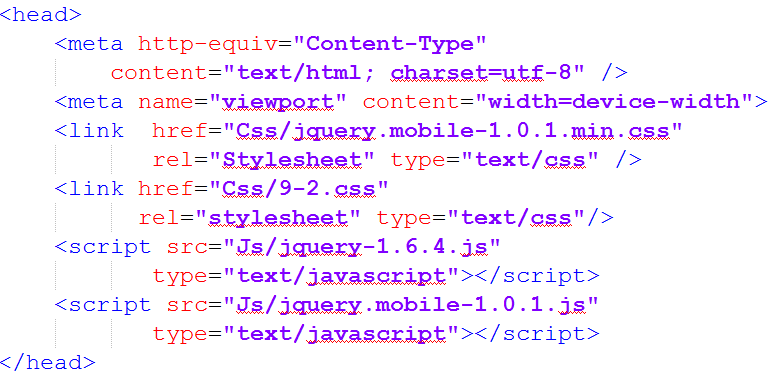 <head>
    <meta http-equiv="Content-Type"
        content="text/html; charset=utf-8" />
    <meta name="viewport" content="width=device-width">
    <link  href="Css/jquery.mobile-1.0.1.min.css"
           rel="Stylesheet" type="text/css" />
    <link href="Css/9-2.css"
          rel="stylesheet" type="text/css"/>
    <script src="Js/jquery-1.6.4.js"
           type="text/javascript"></script>
    <script src="Js/jquery.mobile-1.0.1.js"
           type="text/javascript"></script>
</head>